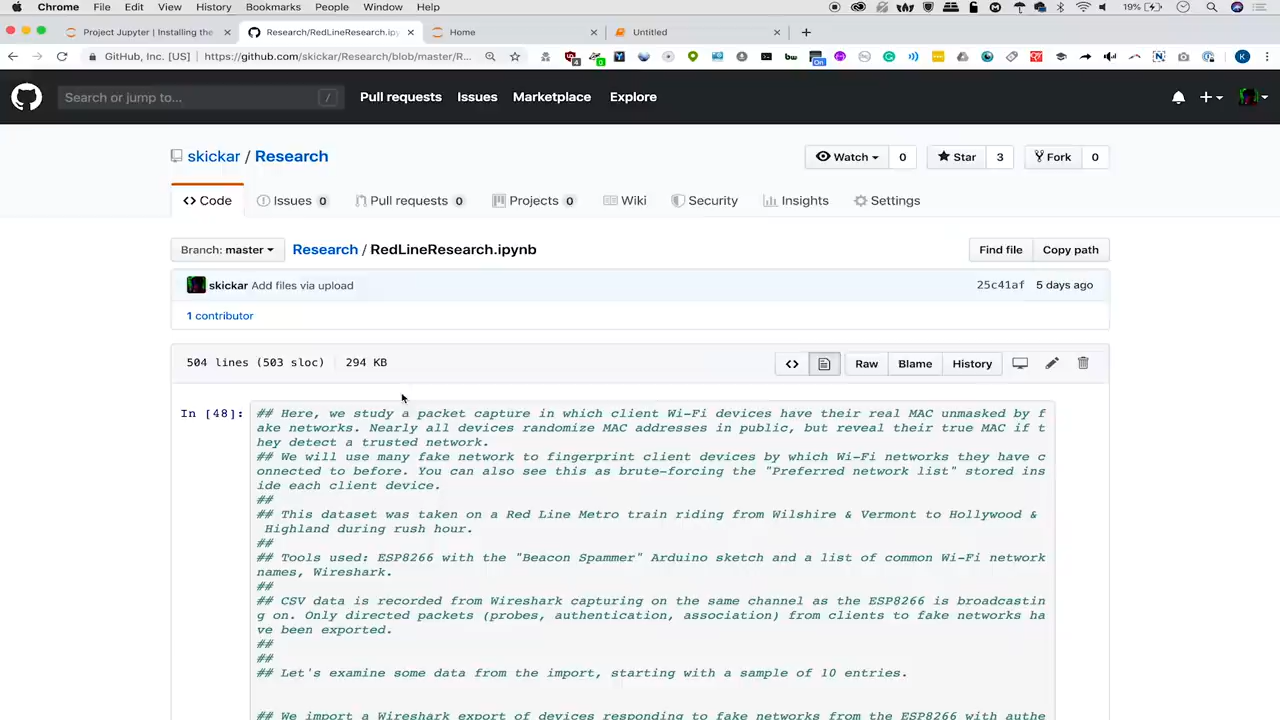 Chrome File Edit View History Bookmarks People Window Help 19%
Project Jupyter | Installing the Research/RedLineResearch.ipyn Home Untitled
GitHub, Inc. [US] https://github.com/skickar/Research/blob/master/R...
Search or jump to... / Pull requests Issues Marketplace Explore
skickar / Research Watch 0 Star 3 Fork 0
Code Issues 0 Pull requests 0 Projects 0 Wiki Security Insights Settings
Branch: master Research / RedLineResearch.ipynb Find file Copy path
skickar Add files via upload 25c41af 5 days ago
1 contributor
504 lines (503 sloc) 294 KB Raw Blame History
In [48]: ## Here, we study a packet capture in which client Wi-Fi devices have their real MAC unmasked by f
ake networks. Nearly all devices randomize MAC addresses in public, but reveal their true MAC if t
hey detect a trusted network.
## We will use many fake network to fingerprint client devices by which Wi-Fi networks they have c
onnected to before. You can also see this as brute-forcing the "Preferred network list" stored ins
ide each client device.
##
## This dataset was taken on a Red Line Metro train riding from Wilshire & Vermont to Hollywood &
Highland during rush hour.
##
## Tools used: ESP8266 with the "Beacon Spammer" Arduino sketch and a list of common Wi-Fi network
names, Wireshark.
##
## CSV data is recorded from Wireshark capturing on the same channel as the ESP8266 is broadcastin
g on. Only directed packets (probes, authentication, association) from clients to fake networks ha
ve been exported.
##
##
## Let's examine some data from the import, starting with a sample of 10 entries.
## We import a Wireshark export of devices responding to fake networks from the ESP8266 with authe